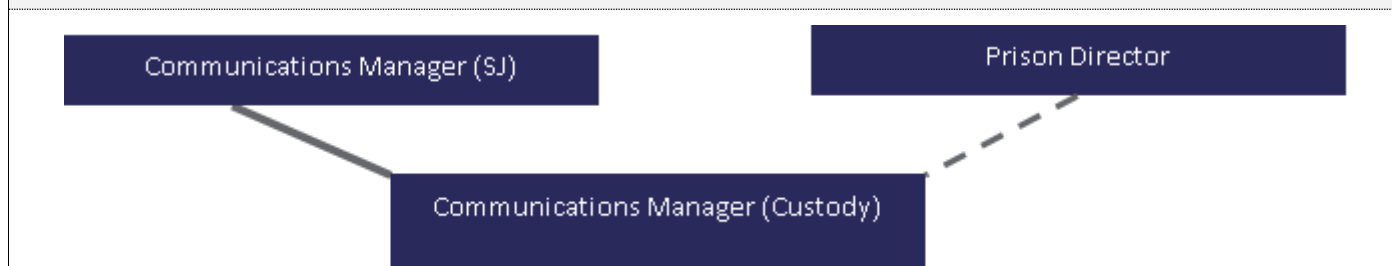 Communications Manager (SJ)
Prison Director
Communications Manager (Custody)